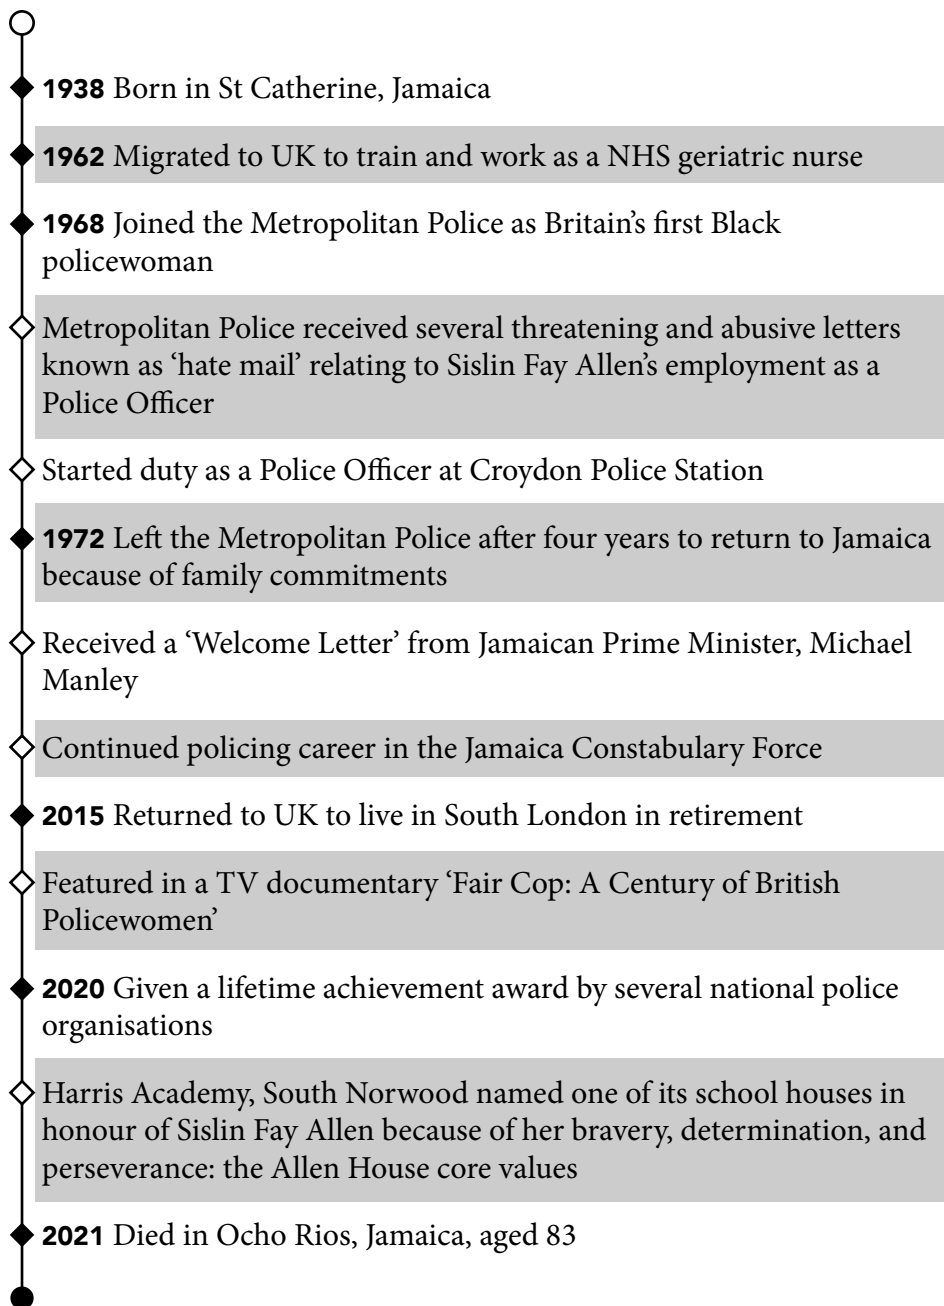 1938 Born in St Catherine, Jamaica
1962 Migrated to UK to train and work as a NHS geriatric nurse
1968 Joined the Metropolitan Police as Britain’s first Black
policewoman
Metropolitan Police received several threatening and abusive letters
known as ‘hate mail’ relating to Sislin Fay Allen’s employment as a
Police Officer
Started duty as a Police Officer at Croydon Police Station
1972 Left the Metropolitan Police after four years to return to Jamaica
because of family commitments
Received a ‘Welcome Letter’ from Jamaican Prime Minister, Michael
Manley
Continued policing career in the Jamaica Constabulary Force
2015 Returned to UK to live in South London in retirement
Featured in a TV documentary ‘Fair Cop: A Century of British
Policewomen’
2020 Given a lifetime achievement award by several national police
organisations
Harris Academy, South Norwood named one of its school houses in
honour of Sislin Fay Allen because of her bravery, determination, and
perseverance: the Allen House core values
2021 Died in Ocho Rios, Jamaica, aged 83